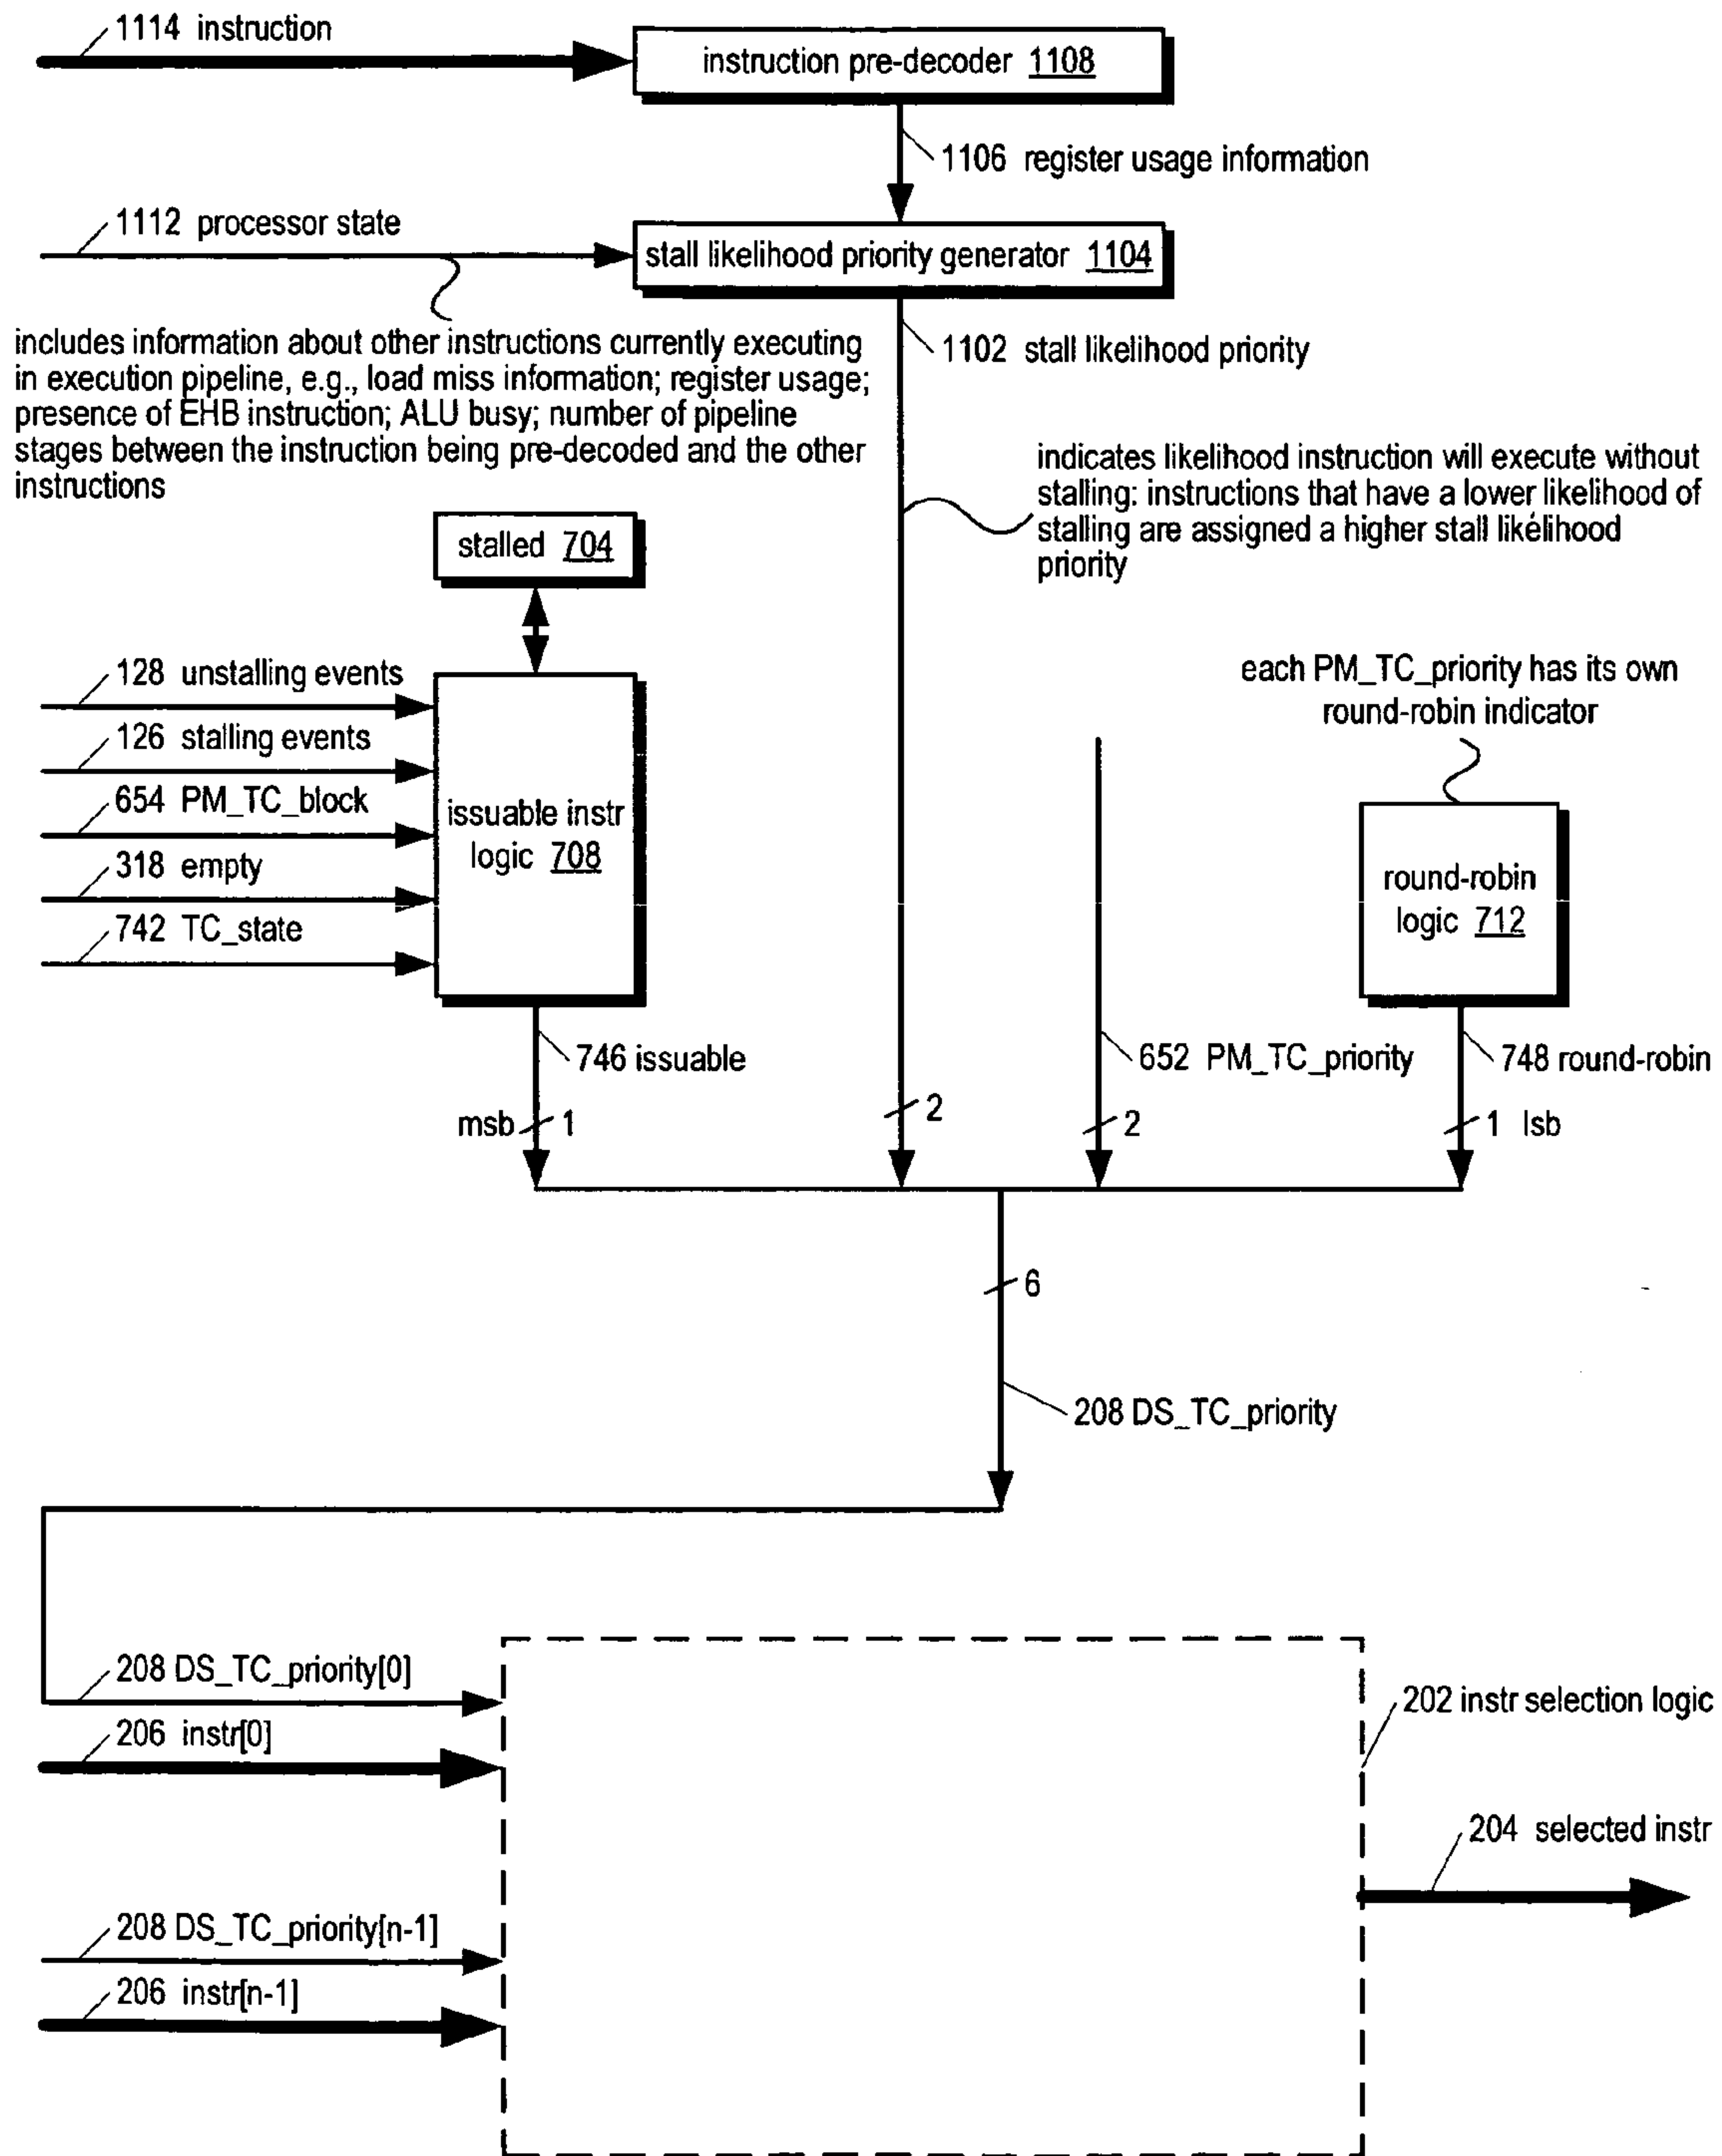 1114 instruction
instruction pre-decoder 1108
1106 register usage information
1112 processor state
stall likelihood priority generator 1104
includes information about other instructions currently executing
in execution pipeline, e.g., load miss information; register usage;
presence of EHB instruction; ALU busy; number of pipeline
stages between the instruction being pre-decoded and the other
instructions
1102 stall likelihood priority
indicates likelihood instruction will execute without
stalling: instructions that have a lower likelihood of
stalling are assigned a higher stall likelihood
priority
stalled 704
128 unstalling events
126 stalling events
654 PM_TC_block
318 empty
742 TC_state
issuable instr
logic 708
each PM_TC_priority has its own
round-robin indicator
round-robin
logic 712
746 issuable
652 PM_TC_priority
748 round-robin
msb 1
2
2
1 lsb
6
208 DS_TC_priority
208 DS_TC_priority[0]
206 instr[0]
202 instr selection logic
204 selected instr
208 DS_TC_priority[n-1]
206 instr[n-1]